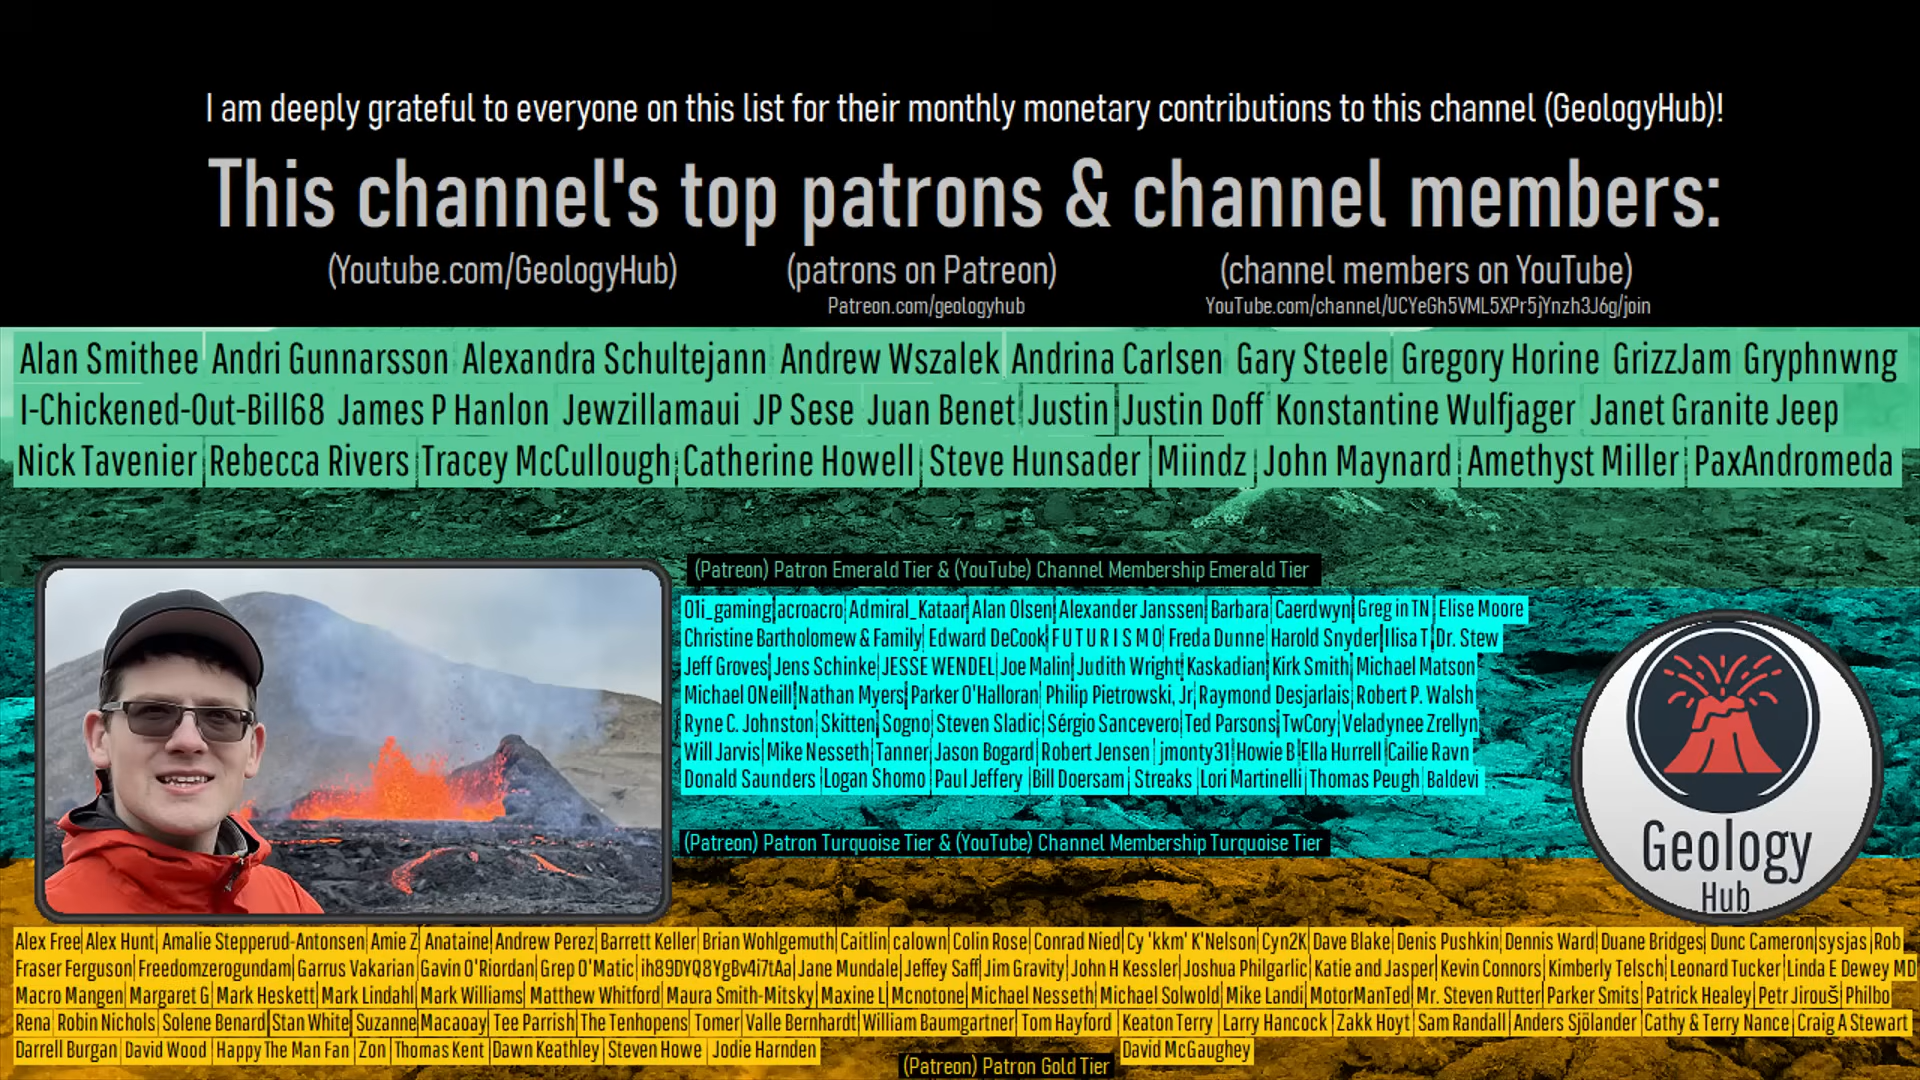 I am deeply grateful to everyone on this list for their monthly monetary contributions to this channel (GeologyHub)!
This channel's top patrons & channel members:
(Youtube.com/GeologyHub) (patrons on Patreon) (channel members on YouTube)
Patreon.com/geologyhub YouTube.com/channel/UCYeGh5VML5XPr5jYnzh3J6g/join
Alan Smithee Andri Gunnarsson Alexandra Schultejann Andrew Wszalek Andrina Carlsen Gary Steele Gregory Horine GrizzJam Gryphnwng
I-Chickened-Out-Bill68 James P Hanlon Jewzillamaui JP Sese Juan Benet Justin Justin Doff Konstantine Wulfjager Janet Granite Jeep
Nick Tavenier Rebecca Rivers Tracey McCullough Catherine Howell Steve Hunsader Miindz John Maynard Amethyst Miller PaxAndromeda
(Patreon) Patron Emerald Tier & (YouTube) Channel Membership Emerald Tier
O1i_gaming acroacro Admiral_Kataar Alan Olsen Alexander Janssen Barbara Caerdwyn Greg in TN Elise Moore
Christine Bartholomew & Family Edward DeCook F U T U R I S M O Freda Dunne Harold Snyder Ilisa T Dr. Stew
Jeff Groves Jens Schinke JESSE WENDEL Joe Malin Judith Wright Kaskadian Kirk Smith Michael Matson
Michael ONeill Nathan Myers Parker O'Halloran Philip Pietrowski, Jr Raymond Desjarlais Robert P. Walsh
Ryne C. Johnston Skitten Sogno Steven Sladic Sérgio Sancevero Ted Parsons TwCory Veladynee Zrellyn
Will Jarvis Mike Nesseth Tanner Jason Bogard Robert Jensen jmonty31 Howie B Ella Hurrell Cailie Ravn
Donald Saunders Logan Shomo Paul Jeffery Bill Doersam Streaks Lori Martinelli Thomas Peugh Baldevi
(Patreon) Patron Turquoise Tier & (YouTube) Channel Membership Turquoise Tier
Geology
Hub
Alex Free Alex Hunt Amalie Stepperud-Antonsen Amie Z Anataine Andrew Perez Barrett Keller Brian Wohlgemuth Caitlin calown Colin Rose Conrad Nied Cy 'kkm' K'Nelson Cyn2K Dave Blake Denis Pushkin Dennis Ward Duane Bridges Dunc Cameron sysjas Rob
Fraser Ferguson Freedomzerogundam Garrus Vakarian Gavin O'Riordan Grep O'Matic ih89DYQ8YgBv4i7tAa Jane Mundale Jeffey Saff Jim Gravity John H Kessler Joshua Philgarlic Katie and Jasper Kevin Connors Kimberly Telsch Leonard Tucker Linda E Dewey MD
Macro Mangen Margaret G Mark Heskett Mark Lindahl Mark Williams Matthew Whitford Maura Smith-Mitsky Maxine L Mcnotone Michael Nesseth Michael Solwold Mike Landi MotorManTed Mr. Steven Rutter Parker Smits Patrick Healey Petr Jirouš Philbo
Rena Robin Nichols Solene Benard Stan White Suzanne Macaoay Tee Parrish The Tenhopens Tomer Valle Bernhardt William Baumgartner Tom Hayford Keaton Terry Larry Hancock Zakk Hoyt Sam Randall Anders Sjölander Cathy & Terry Nance Craig A Stewart
Darrell Burgan David Wood Happy The Man Fan Zon Thomas Kent Dawn Keathley Steven Howe Jodie Harnden David McGaughey
(Patreon) Patron Gold Tier